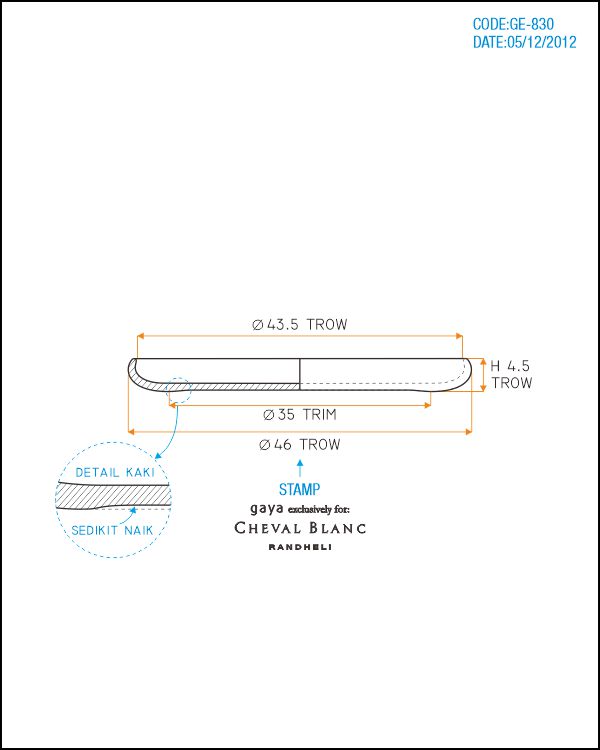 CODE:GE-830
DATE:05/12/2012
Ø 43.5 TROW
H 4.5
TROW
Ø 35 TRIM
Ø 46 TROW
DETAIL KAKI
SEDIKIT NAIK
STAMP
gaya exclusively for:
CHEVAL BLANC
RANDHELI